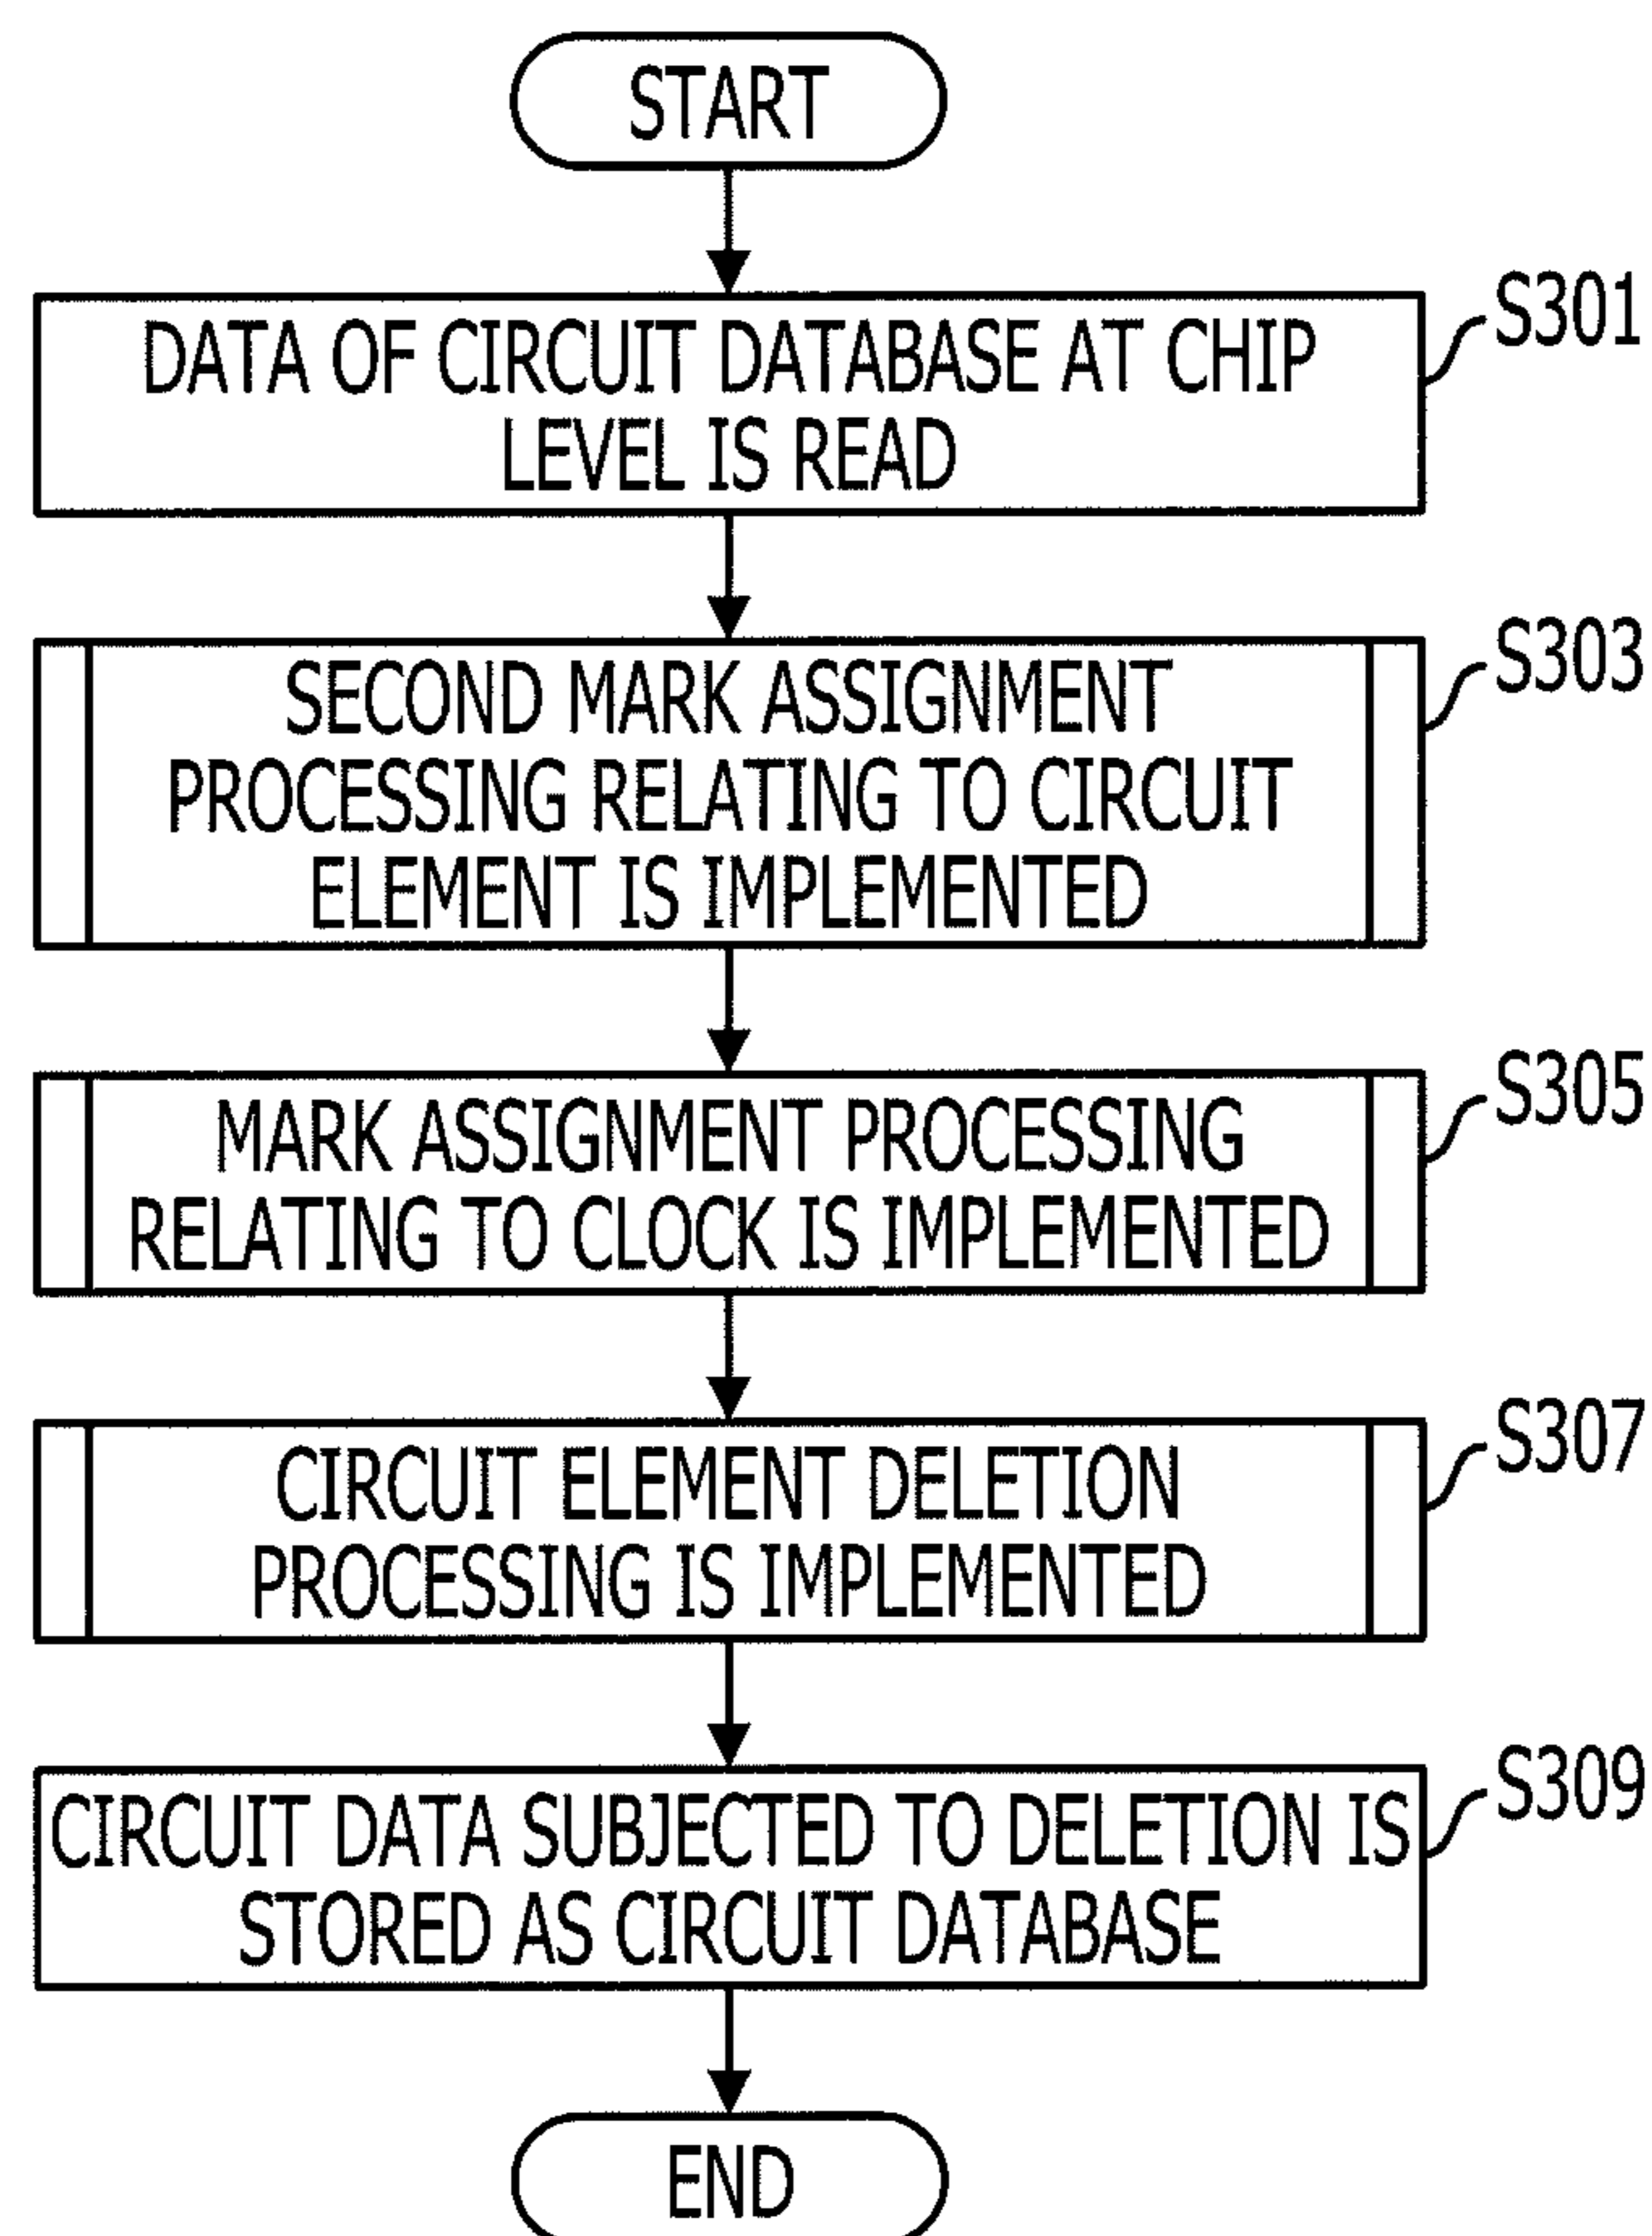 START
S301
DATA OF CIRCUIT DATABASE AT CHIP
LEVEL IS READ
S303
SECOND MARK ASSIGNMENT
PROCESSING RELATING TO CIRCUIT
ELEMENT IS IMPLEMENTED
S305
MARK ASSIGNMENT PROCESSING
RELATING TO CLOCK IS IMPLEMENTED
S307
CIRCUIT ELEMENT DELETION
PROCESSING IS IMPLEMENTED
S309
CIRCUIT DATA SUBJECTED TO DELETION IS
STORED AS CIRCUIT DATABASE
END